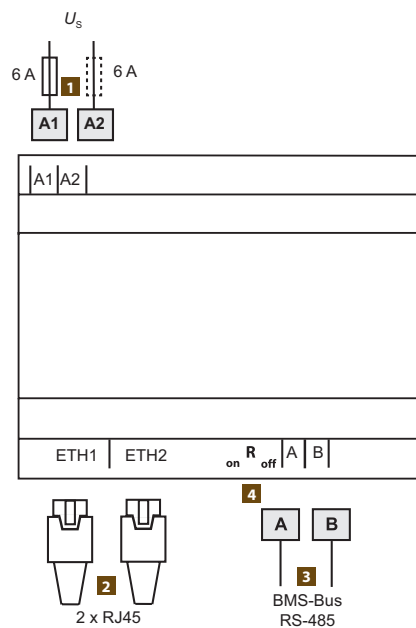 Us
6 A 1 6 A
A1 A2
A1 A2
ETH1 ETH2 on R off A B
4
A B
2 3
2 x RJ45 BMS-Bus
RS-485